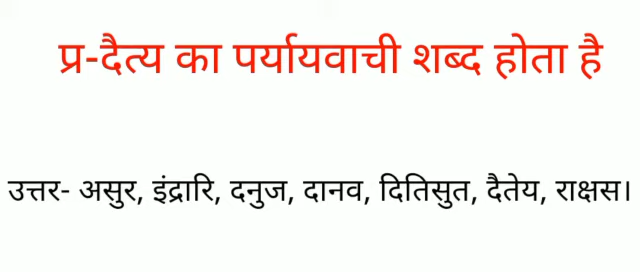 प्र-दैत्य का पर्यायवाची शब्द होता है
उत्तर- असुर, इंद्रारि, दनुज, दानव, दितिसुत, दैतेय, राक्षस।